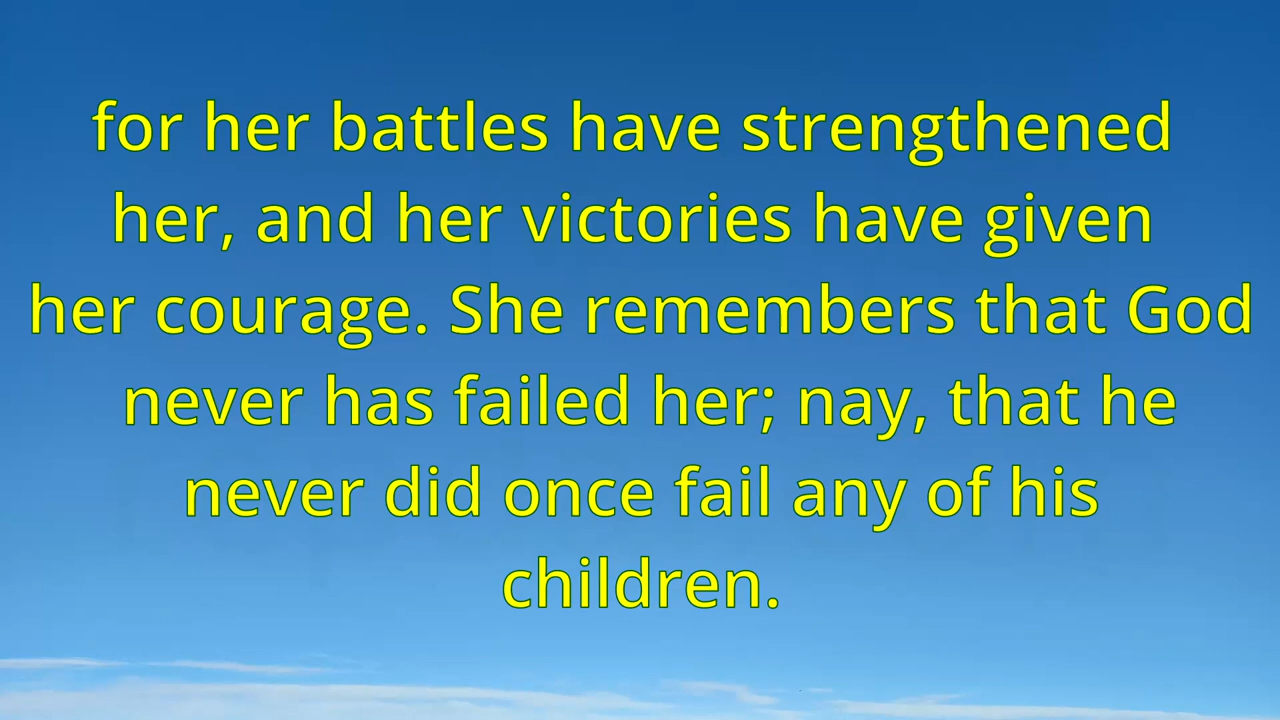 for her battles have strengthened
her, and her victories have given
her courage. She remembers that God
never has failed her; nay, that he
never did once fail any of his
children.